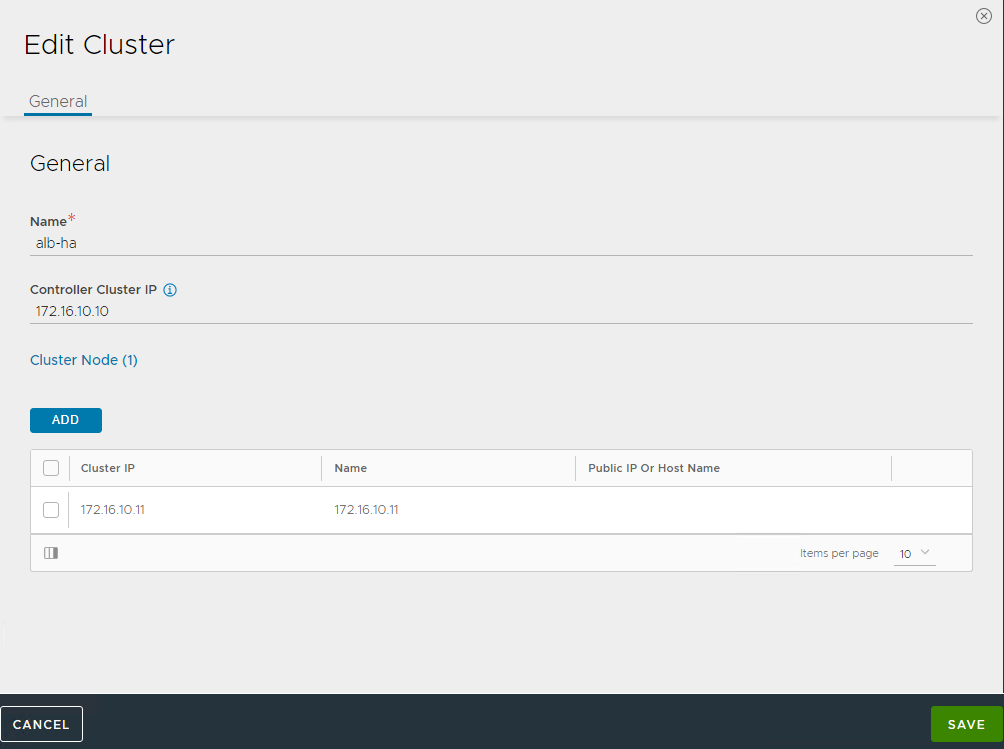 Edit Cluster
General
General
Name*
alb-ha
Controller Cluster IP
172.16.10.10
Cluster Node (1)
ADD
Cluster IP Name Public IP Or Host Name
172.16.10.11 172.16.10.11
Items per page 10
CANCEL SAVE